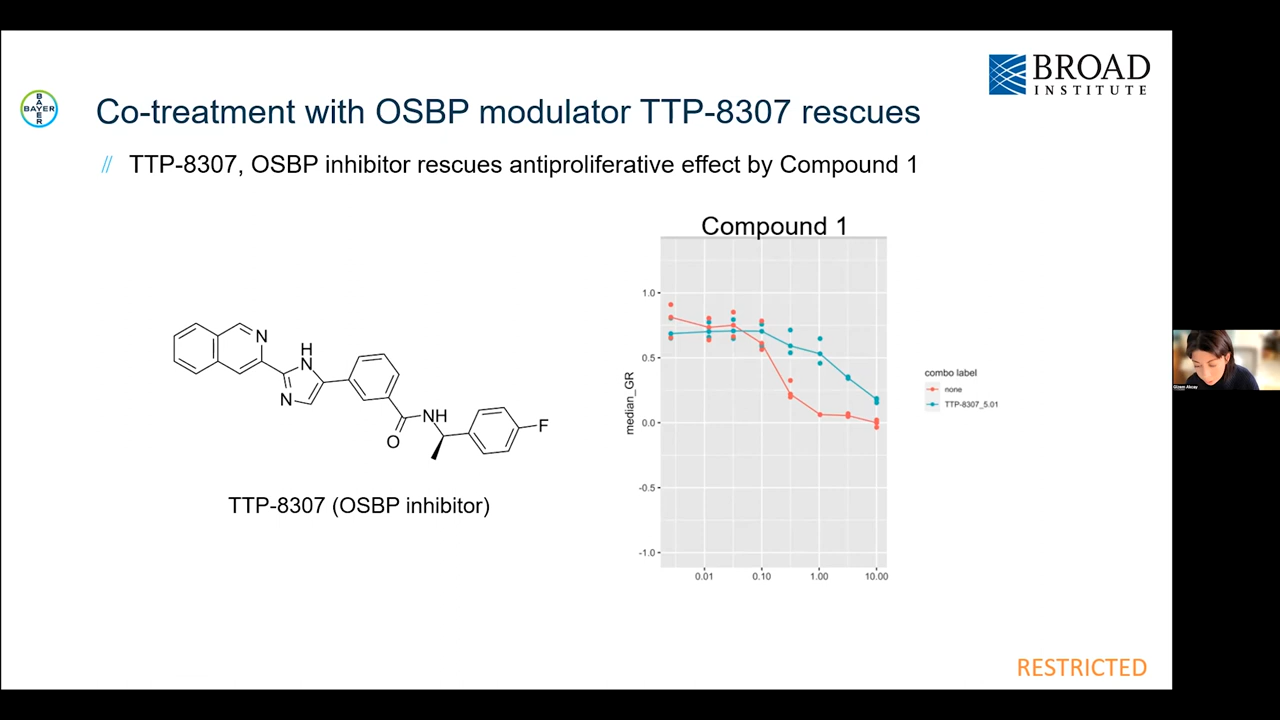 BROAD
INSTITUTE
BAYER
BAYER
Co-treatment with OSBP modulator TTP-8307 rescues
// TTP-8307, OSBP inhibitor rescues antiproliferative effect by Compound 1
Compound 1
1.0
0.5
0.0
-0.5
-1.0
median_GR
0.01 0.10 1.00 10.00
combo label
none
TTP-8307_5.01
N
H
N
N
O
NH
F
TTP-8307 (OSBP inhibitor)
RESTRICTED